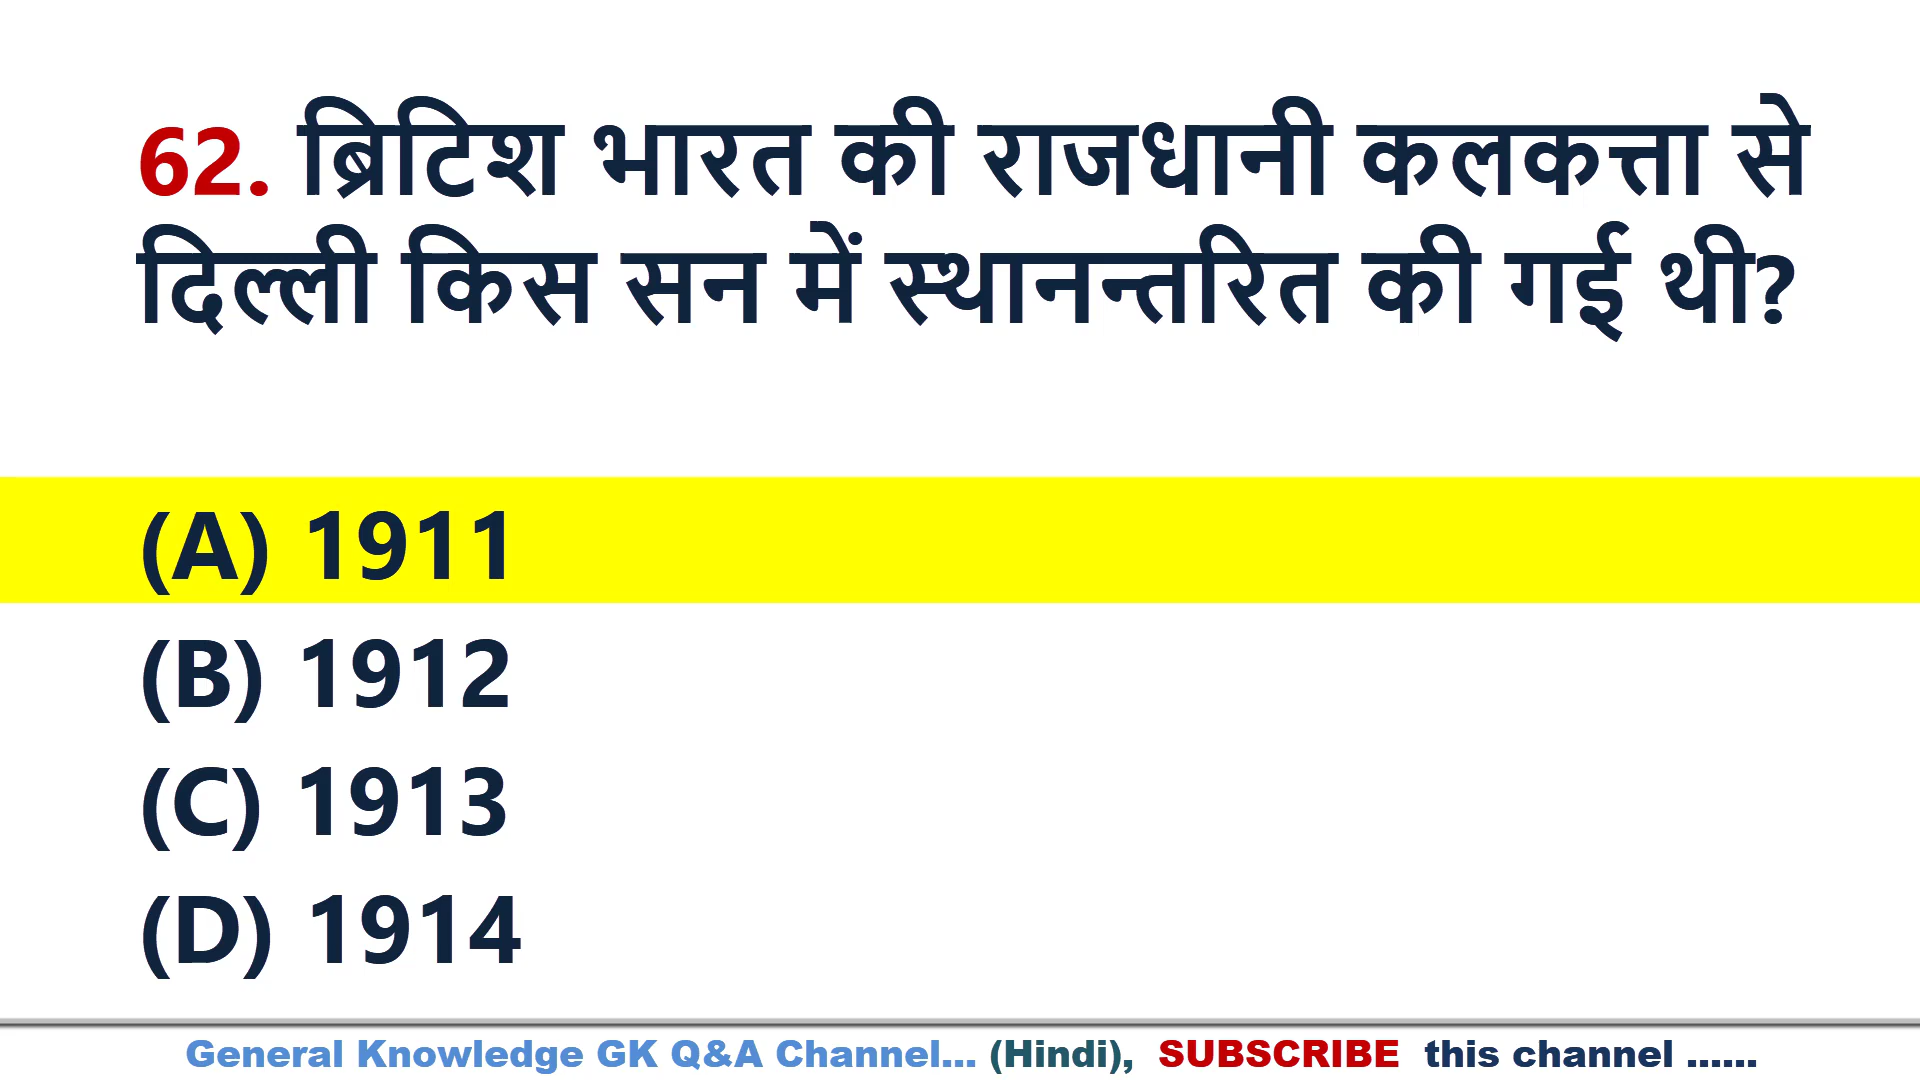 62. ब्रिटिश भारत की राजधानी कलकत्ता से
दिल्ली किस सन में स्थानन्तरित की गई थी?
(A) 1911
(B) 1912
(C) 1913
(D) 1914
General Knowledge GK Q&A Channel... (Hindi), SUBSCRIBE this channel ......